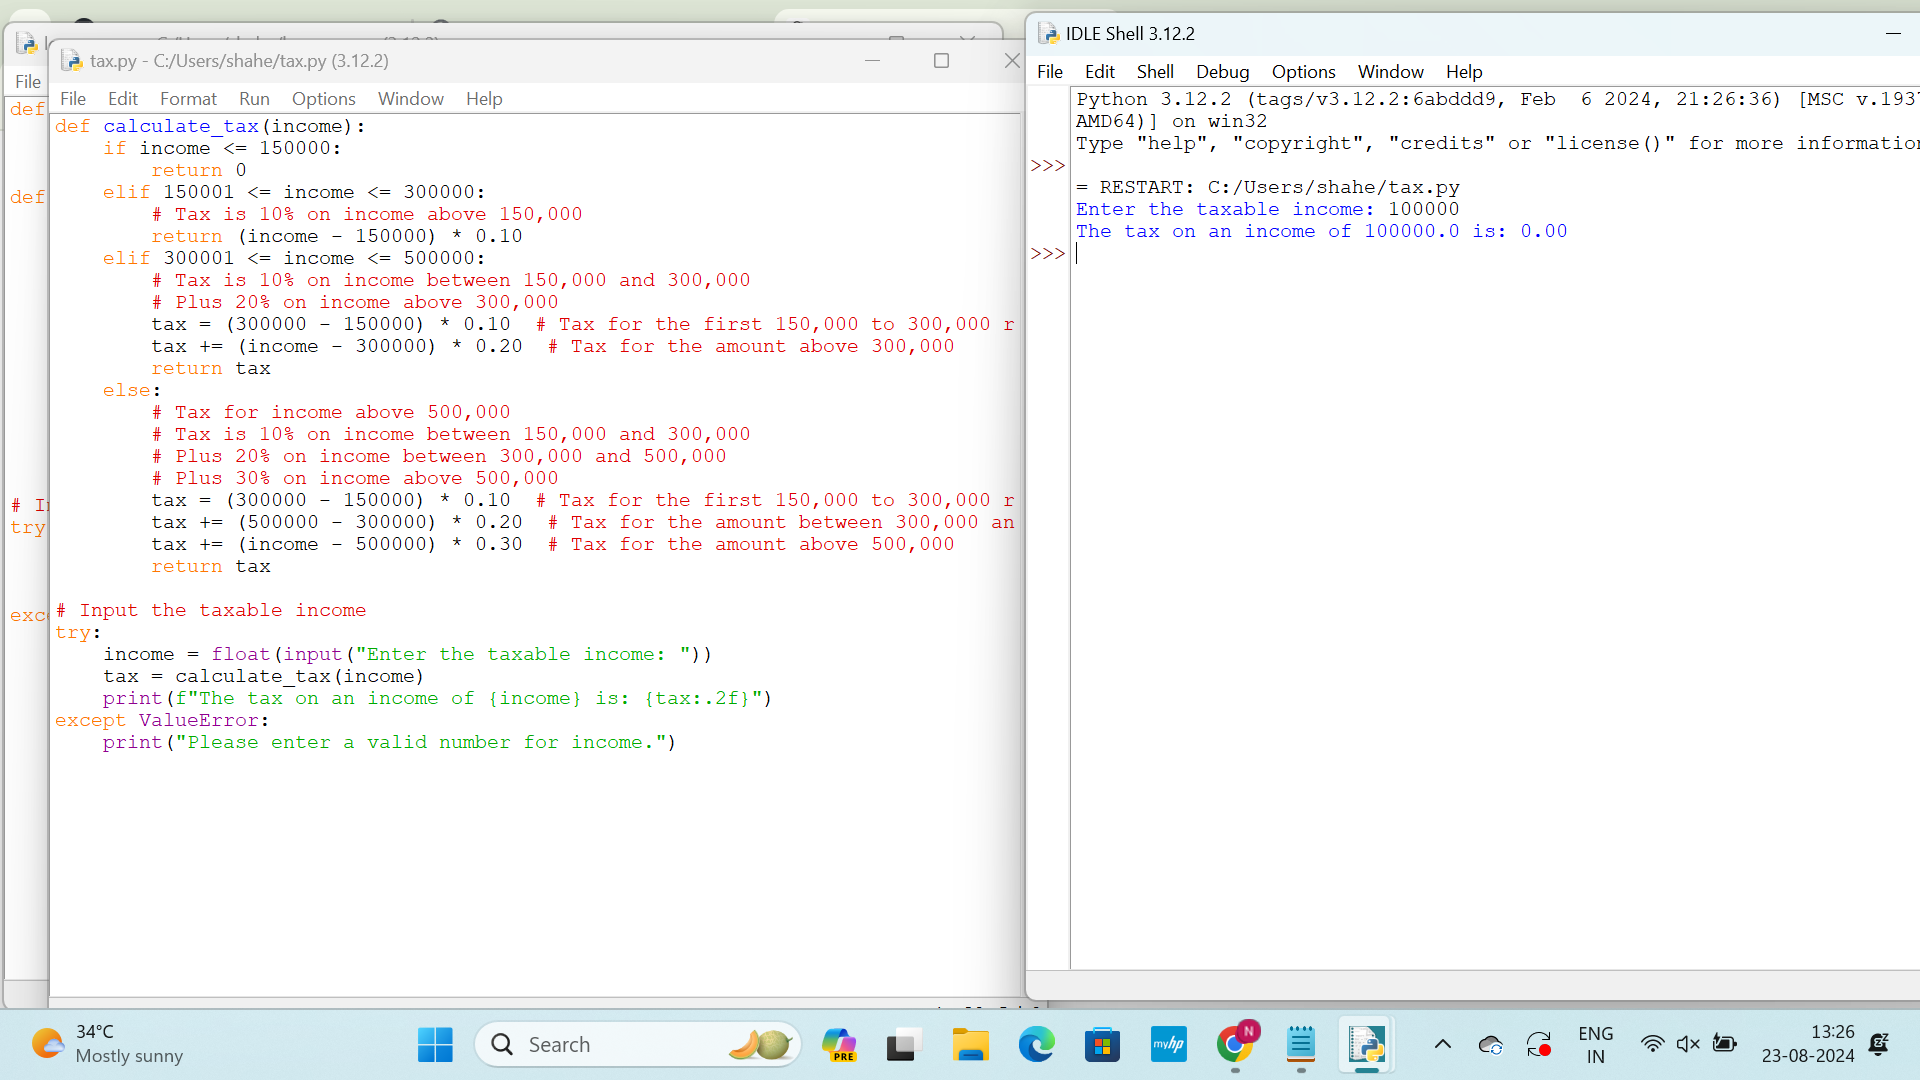 File
def
def
# I
try
exc
tax.py - C:/Users/shahe/tax.py (3.12.2)
File Edit Format Run Options Window Help
def calculate_tax(income):
    if income <= 150000:
        return 0
    elif 150001 <= income <= 300000:
        # Tax is 10% on income above 150,000
        return (income - 150000) * 0.10
    elif 300001 <= income <= 500000:
        # Tax is 10% on income between 150,000 and 300,000
        # Plus 20% on income above 300,000
        tax = (300000 - 150000) * 0.10  # Tax for the first 150,000 to 300,000 r
        tax += (income - 300000) * 0.20  # Tax for the amount above 300,000
        return tax
    else:
        # Tax for income above 500,000
        # Tax is 10% on income between 150,000 and 300,000
        # Plus 20% on income between 300,000 and 500,000
        # Plus 30% on income above 500,000
        tax = (300000 - 150000) * 0.10  # Tax for the first 150,000 to 300,000 r
        tax += (500000 - 300000) * 0.20  # Tax for the amount between 300,000 an
        tax += (income - 500000) * 0.30  # Tax for the amount above 500,000
        return tax
# Input the taxable income
try:
    income = float(input("Enter the taxable income: "))
    tax = calculate_tax(income)
    print(f"The tax on an income of {income} is: {tax:.2f}")
except ValueError:
    print("Please enter a valid number for income.")
IDLE Shell 3.12.2
File Edit Shell Debug Options Window Help
Python 3.12.2 (tags/v3.12.2:6abddd9, Feb  6 2024, 21:26:36) [MSC v.1937
AMD64)] on win32
Type "help", "copyright", "credits" or "license()" for more information
>>>
= RESTART: C:/Users/shahe/tax.py
Enter the taxable income: 100000
The tax on an income of 100000.0 is: 0.00
>>>
34°C
Mostly sunny
Search
PRE
myhp
N
ENG
IN
13:26
23-08-2024